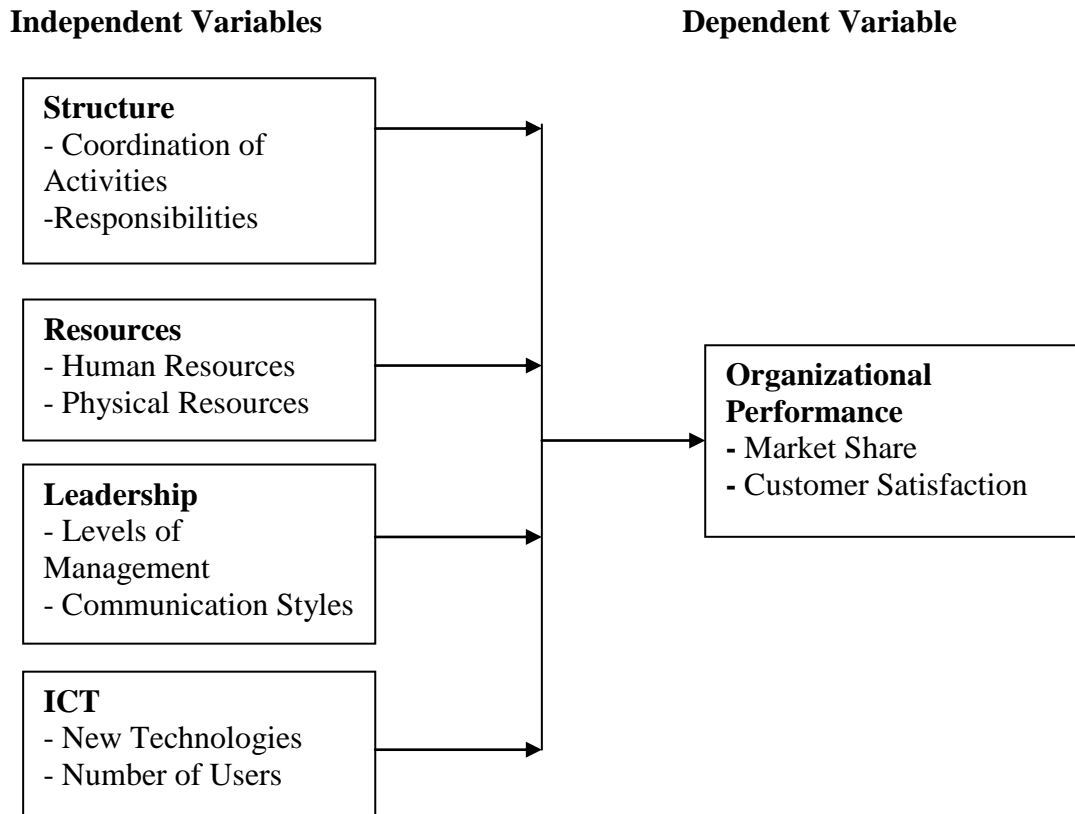 Independent Variables
Dependent Variable
Structure
- Coordination of
Activities
-Responsibilities
Resources
- Human Resources
- Physical Resources
Leadership
- Levels of
Management
- Communication Styles
ICT
- New Technologies
- Number of Users
Organizational
Performance
- Market Share
- Customer Satisfaction